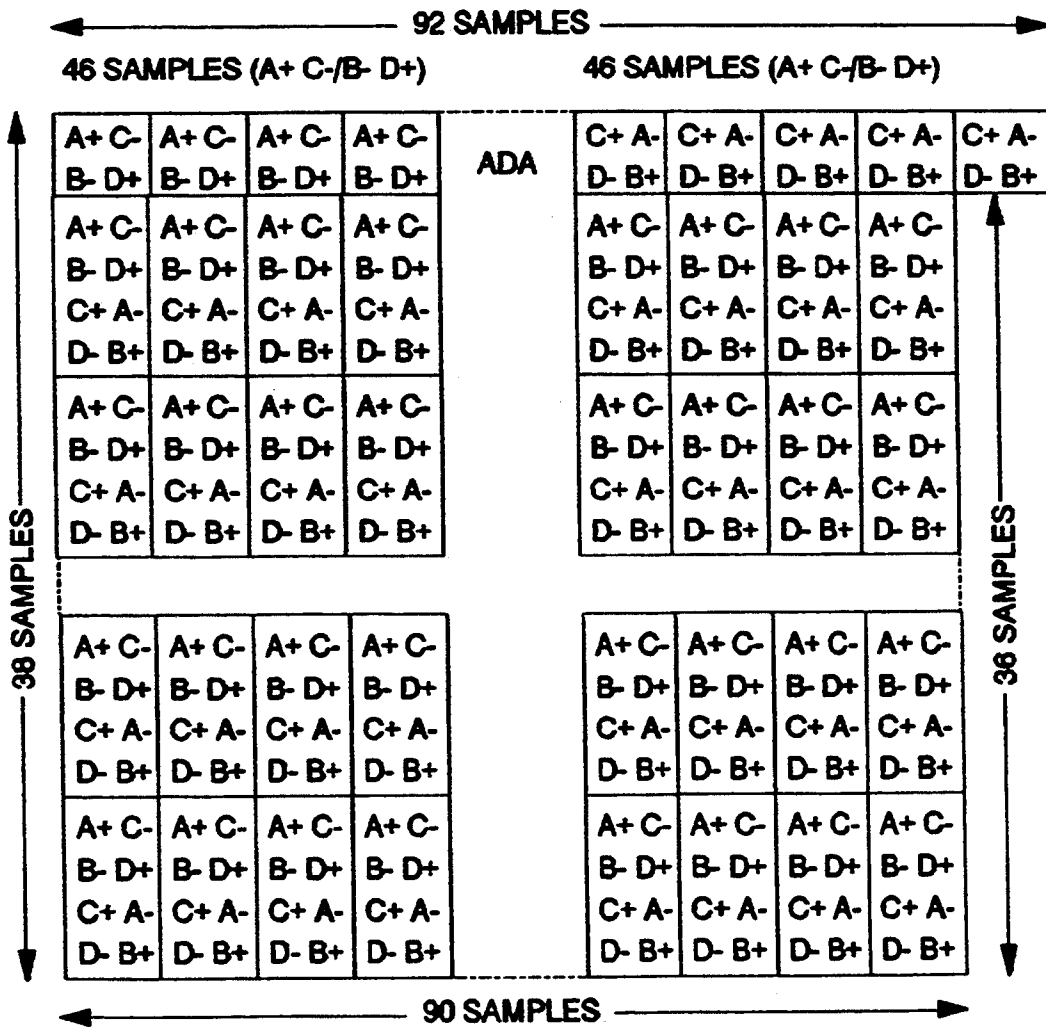 92 SAMPLES
46 SAMPLES (A+ C-/B- D+) 46 SAMPLES (A+ C-/B- D+)
A+ C- A+ C- A+ C- A+ C- ADA C+ A- C+ A- C+ A- C+ A- C+ A-
B- D+ B- D+ B- D+ B- D+ D- B+ D- B+ D- B+ D- B+ D- B+
A+ C- A+ C- A+ C- A+ C- A+ C- A+ C- A+ C- A+ C-
B- D+ B- D+ B- D+ B- D+ B- D+ B- D+ B- D+ B- D+
C+ A- C+ A- C+ A- C+ A- C+ A- C+ A- C+ A- C+ A-
D- B+ D- B+ D- B+ D- B+ D- B+ D- B+ D- B+ D- B+
A+ C- A+ C- A+ C- A+ C- A+ C- A+ C- A+ C- A+ C-
B- D+ B- D+ B- D+ B- D+ B- D+ B- D+ B- D+ B- D+
C+ A- C+ A- C+ A- C+ A- C+ A- C+ A- C+ A- C+ A-
D- B+ D- B+ D- B+ D- B+ D- B+ D- B+ D- B+ D- B+
38 SAMPLES
36 SAMPLES
A+ C- A+ C- A+ C- A+ C- A+ C- A+ C- A+ C- A+ C-
B- D+ B- D+ B- D+ B- D+ B- D+ B- D+ B- D+ B- D+
C+ A- C+ A- C+ A- C+ A- C+ A- C+ A- C+ A- C+ A-
D- B+ D- B+ D- B+ D- B+ D- B+ D- B+ D- B+ D- B+
A+ C- A+ C- A+ C- A+ C- A+ C- A+ C- A+ C- A+ C-
B- D+ B- D+ B- D+ B- D+ B- D+ B- D+ B- D+ B- D+
C+ A- C+ A- C+ A- C+ A- C+ A- C+ A- C+ A- C+ A-
D- B+ D- B+ D- B+ D- B+ D- B+ D- B+ D- B+ D- B+
90 SAMPLES